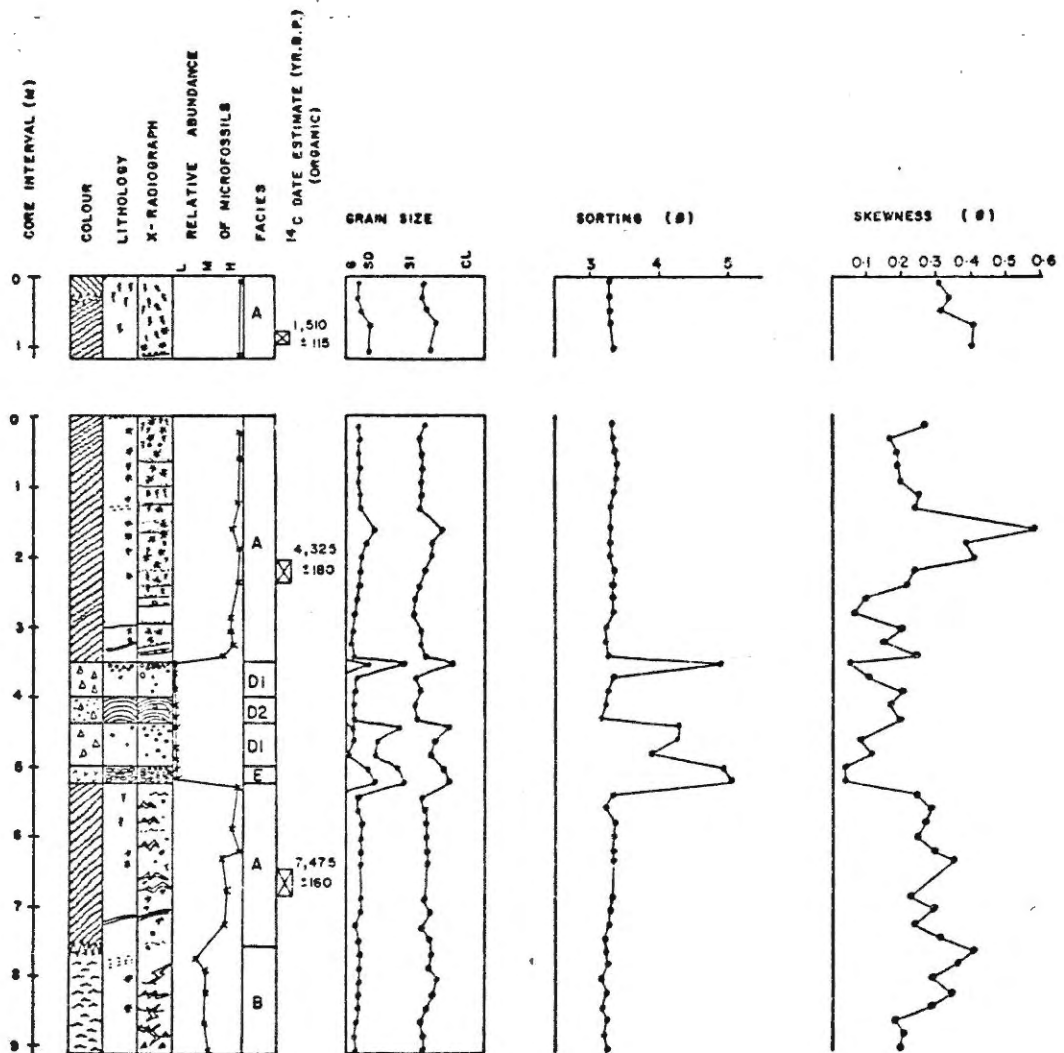 CORE INTERVAL (M)
COLOUR
LITHOLOGY
X-RADIOGRAPH
RELATIVE ABUNDANCE
OF MICROFOSSILS
FACIES
14C DATE ESTIMATE (YR.B.P.)
(ORGANIC)
L M H
GRAIN SIZE
G SD SI CL
SORTING (Ø)
3 4 5
SKEWNESS (Ø)
0·1 0·2 0·3 0·4 0·5 0·6
0
1
A
1,510
±115
0
1
2
3
4
5
6
7
8
9
A
4,325
±180
D1
D2
D1
E
A
7,475
±160
B